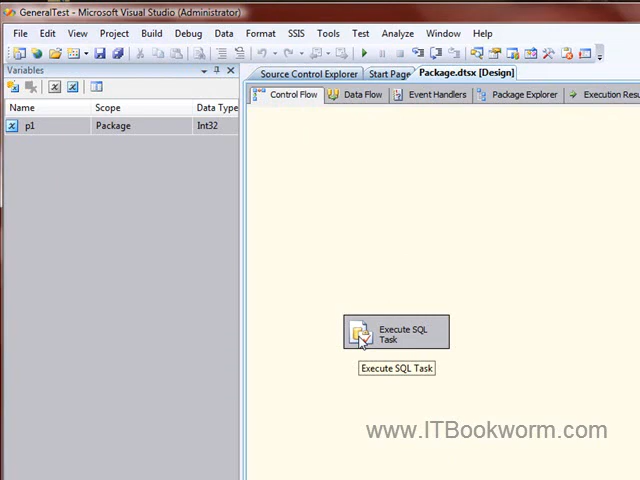 GeneralTest - Microsoft Visual Studio (Administrator)
File Edit View Project Build Debug Data Format SSIS Tools Test Analyze Window Help
Variables
Source Control Explorer Start Page Package.dtsx [Design]
Control Flow Data Flow Event Handlers Package Explorer Execution Resu
Name Scope Data Type
p1 Package Int32
Execute SQL
Task
Execute SQL Task
www.ITBookworm.com